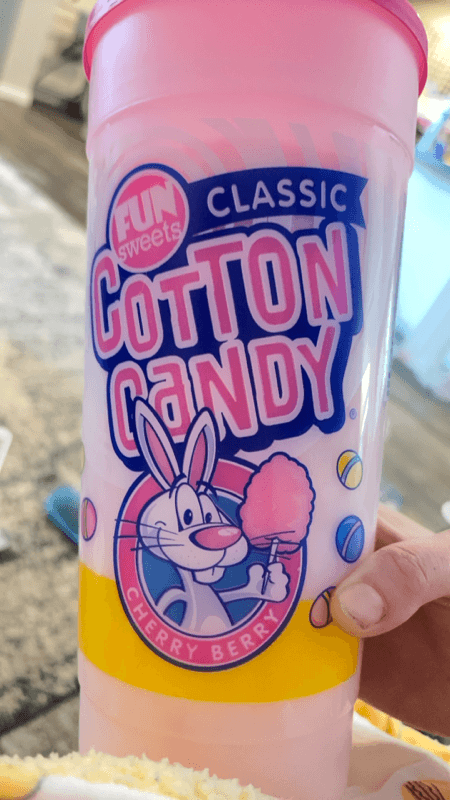 FUN
sweets
CLASSIC
COTTON
CANDY
®
CHERRY BERRY